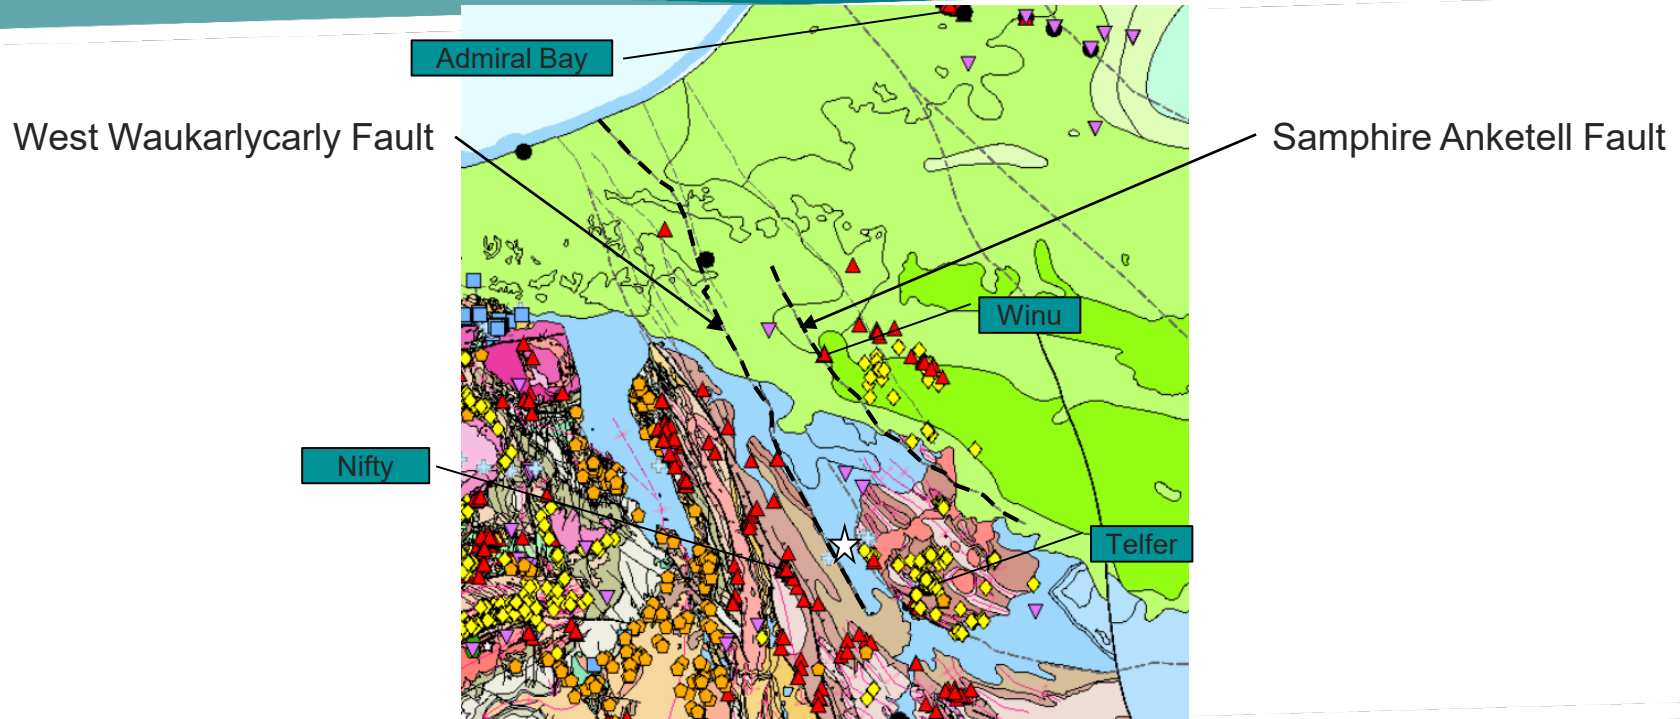 Admiral Bay
West Waukarlycarly Fault
Samphire Anketell Fault
Winu
Nifty
Telfer